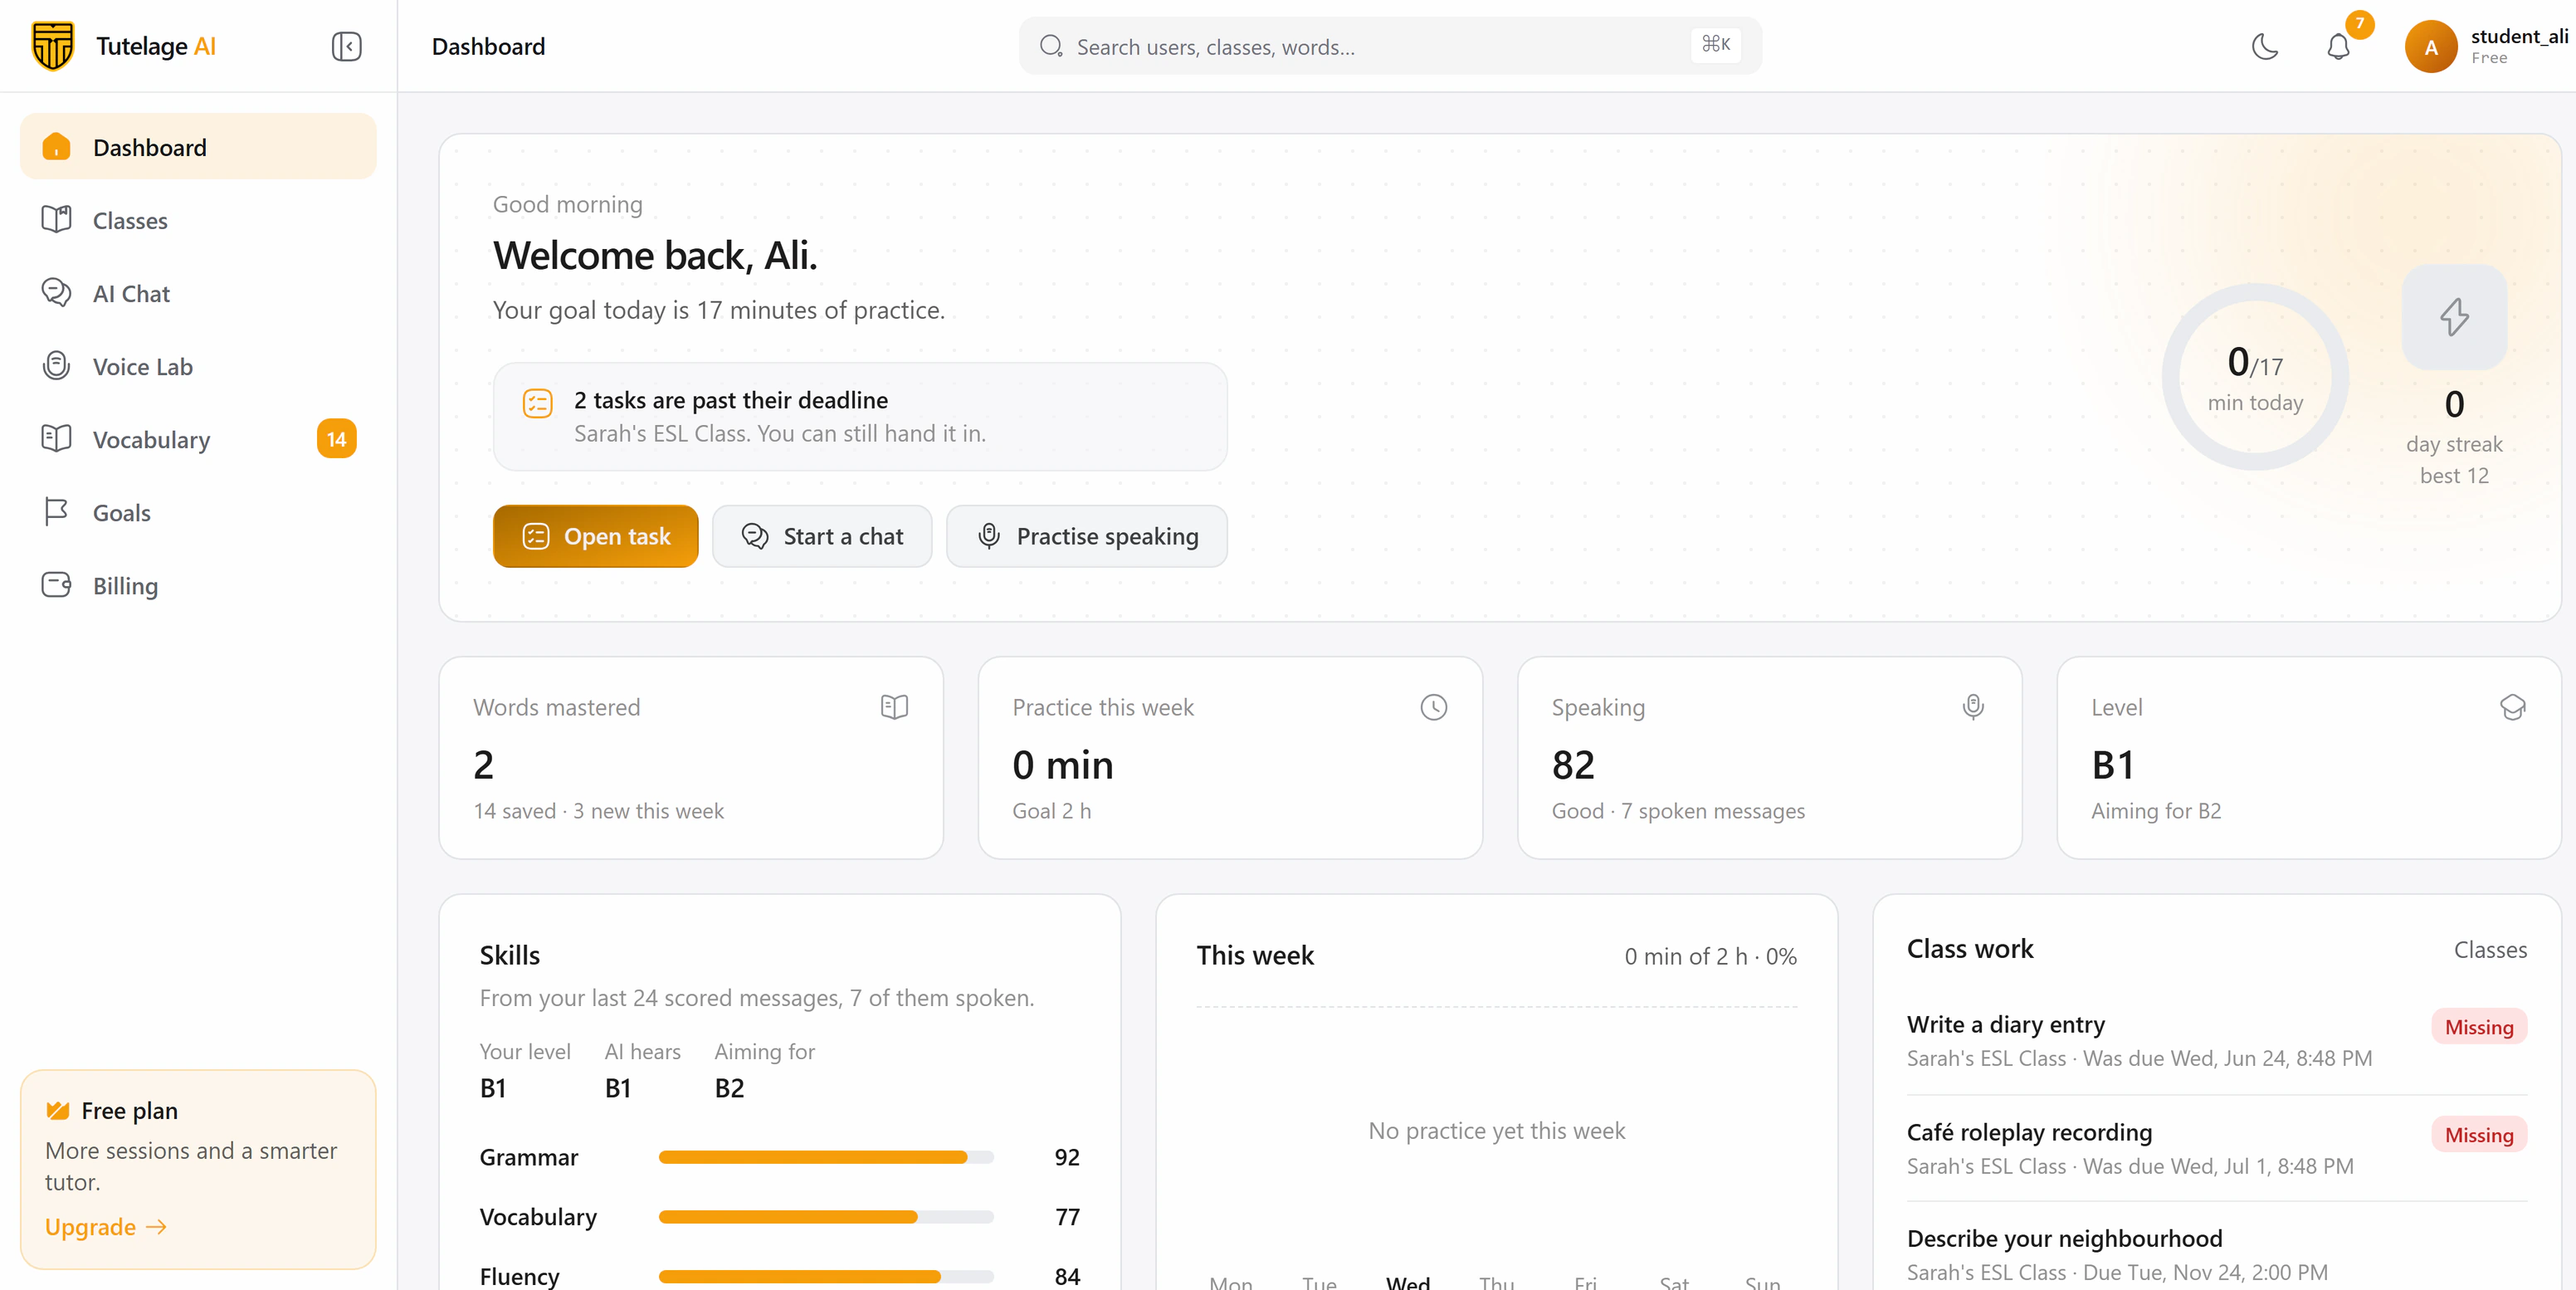 Tutelage AI
Dashboard
Search users, classes, words...
⌘K
7
A
student_ali
Free
Dashboard
Classes
AI Chat
Voice Lab
Vocabulary
14
Goals
Billing
Free plan
More sessions and a smarter
tutor.
Upgrade →
Good morning
Welcome back, Ali.
Your goal today is 17 minutes of practice.
2 tasks are past their deadline
Sarah's ESL Class. You can still hand it in.
Open task
Start a chat
Practise speaking
0/17
min today
0
day streak
best 12
Words mastered
2
14 saved · 3 new this week
Practice this week
0 min
Goal 2 h
Speaking
82
Good · 7 spoken messages
Level
B1
Aiming for B2
Skills
From your last 24 scored messages, 7 of them spoken.
Your level AI hears Aiming for
B1 B1 B2
Grammar 92
Vocabulary 77
Fluency 84
This week
0 min of 2 h · 0%
No practice yet this week
Mon Tue Wed Thu Fri Sat Sun
Class work
Classes
Write a diary entry
Missing
Sarah's ESL Class · Was due Wed, Jun 24, 8:48 PM
Café roleplay recording
Missing
Sarah's ESL Class · Was due Wed, Jul 1, 8:48 PM
Describe your neighbourhood
Sarah's ESL Class · Due Tue, Nov 24, 2:00 PM